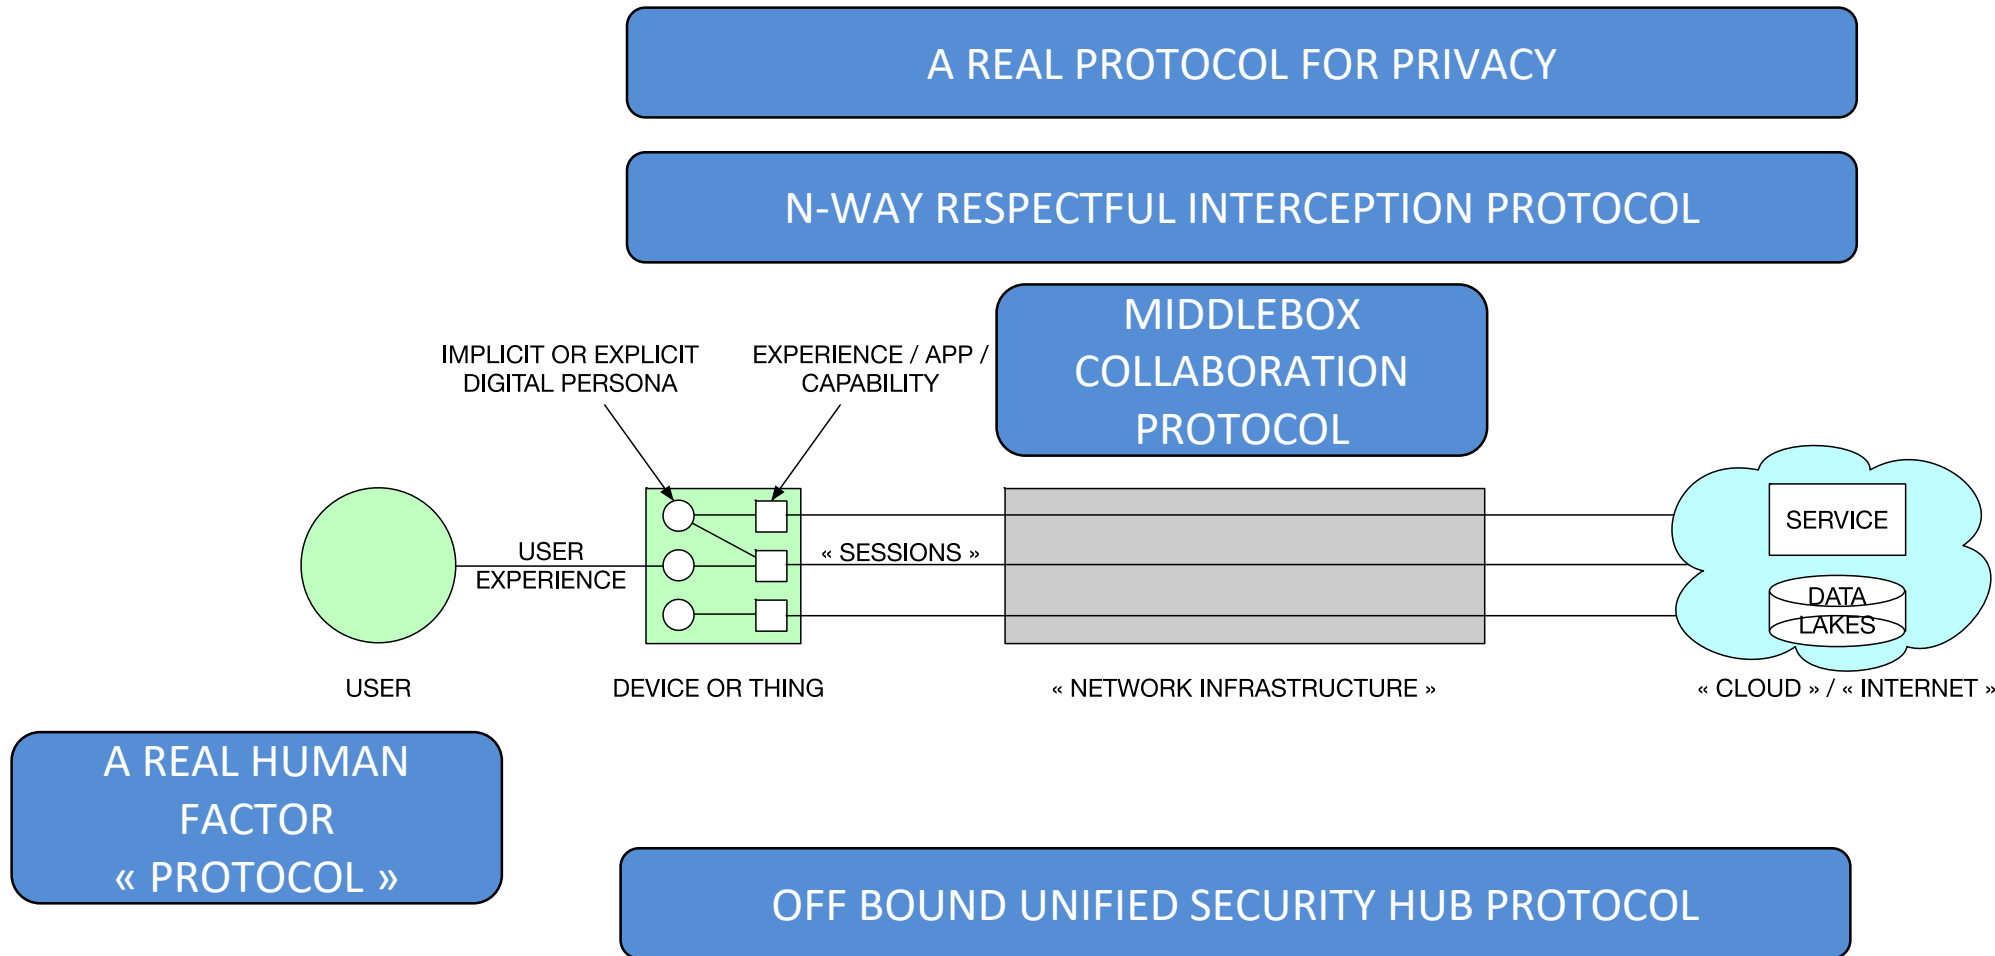 A REAL PROTOCOL FOR PRIVACY
N-WAY RESPECTFUL INTERCEPTION PROTOCOL
MIDDLEBOX
COLLABORATION
PROTOCOL
IMPLICIT OR EXPLICIT
DIGITAL PERSONA
EXPERIENCE / APP /
CAPABILITY
USER
EXPERIENCE
« SESSIONS »
SERVICE
DATA
LAKES
USER
DEVICE OR THING
« NETWORK INFRASTRUCTURE »
« CLOUD » / « INTERNET »
A REAL HUMAN
FACTOR
« PROTOCOL »
OFF BOUND UNIFIED SECURITY HUB PROTOCOL